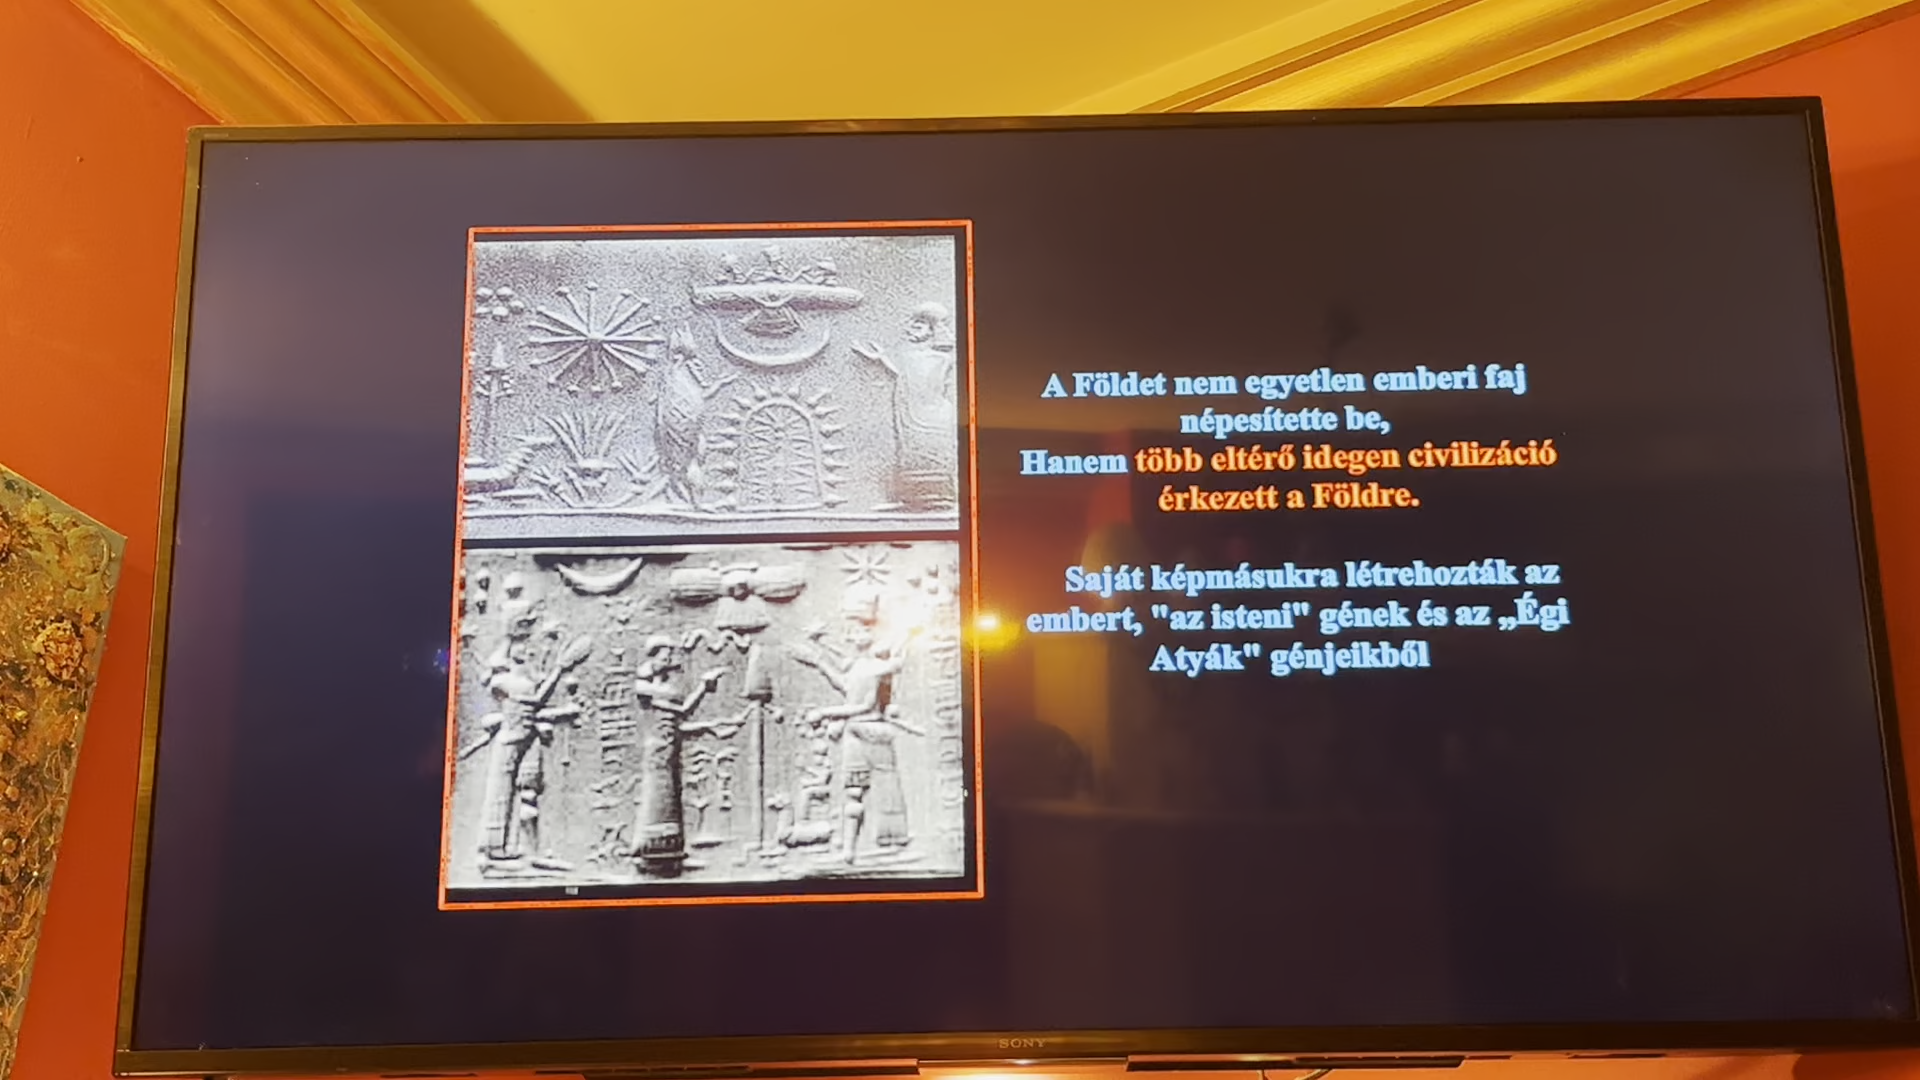 A Földet nem egyetlen emberi faj
népesítette be,
Hanem több eltérő idegen civilizáció
érkezett a Földre.
Saját képmásukra létrehozták az
embert, "az isteni" gének és az „Égi
Atyák" génjeikből
SONY